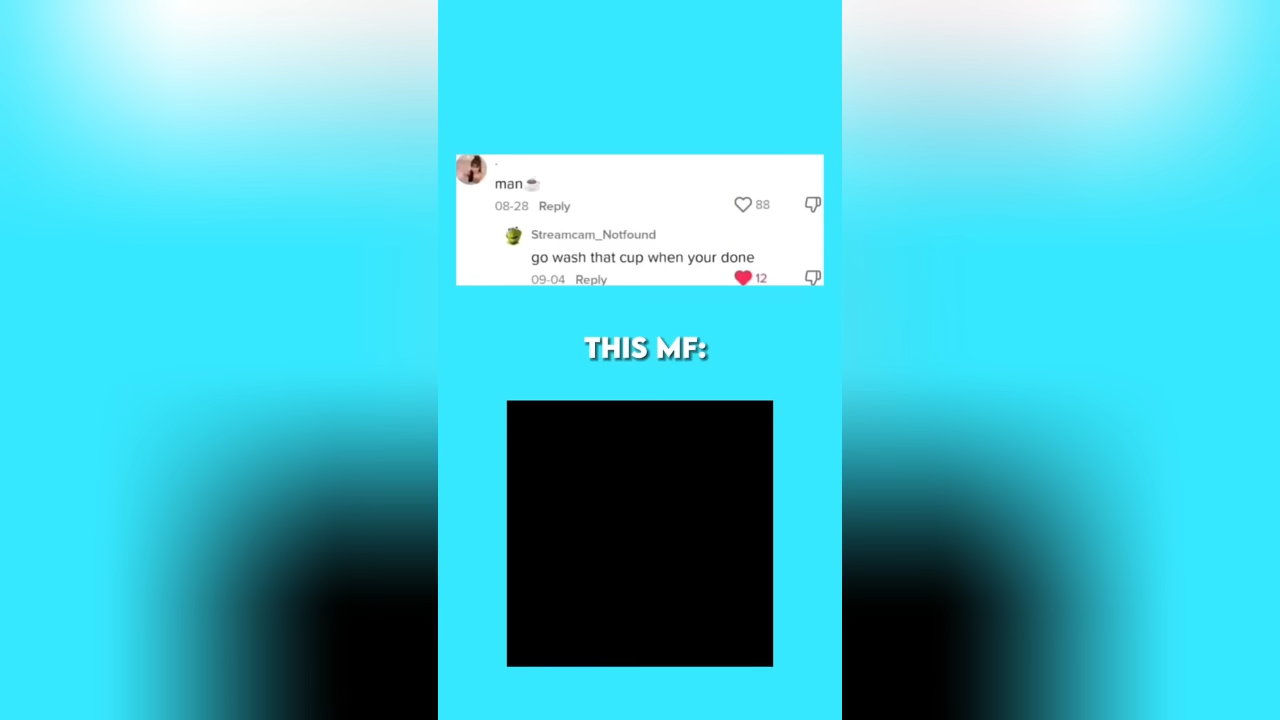 .
man☕
08-28 Reply
88
Streamcam_Notfound
go wash that cup when your done
09-04 Reply
12
THIS MF: